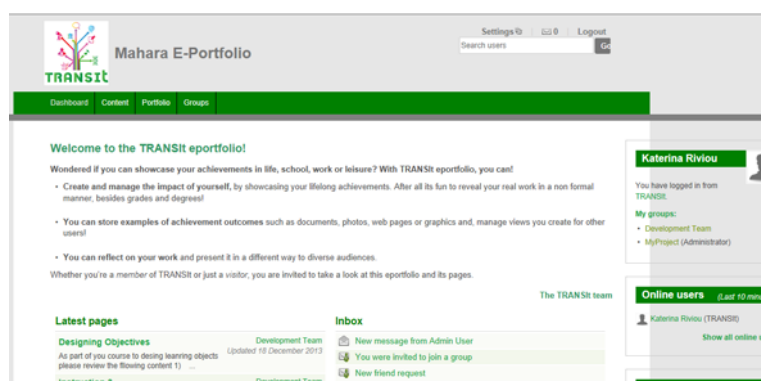 Settings 0 Logout
Search users Go
Mahara E-Portfolio
TRANSIt
Dashboard Content Portfolio Groups
Welcome to the TRANSIt eportfolio!
Wondered if you can showcase your achievements in life, school, work or leisure? With TRANSIt eportfolio, you can!
• Create and manage the impact of yourself, by showcasing your lifelong achievements. After all its fun to reveal your real work in a non formal
manner, besides grades and degrees!
• You can store examples of achievement outcomes such as documents, photos, web pages or graphics and, manage views you create for other
users!
• You can reflect on your work and present it in a different way to diverse audiences.
Whether you're a member of TRANSIt or just a visitor, you are invited to take a look at this eportfolio and its pages.
The TRANSIt team
Latest pages
Designing Objectives Development Team
Updated 18 December 2013
As part of you course to desing leanring objects
please review the fllowing content 1) ...
Development Team
Inbox
New message from Admin User
You were invited to join a group
New friend request
Katerina Riviou
You have logged in from
TRANSIt.
My groups:
• Development Team
• MyProject (Administrator)
Online users (Last 10 minu
Katerina Riviou (TRANSIt)
Show all online u